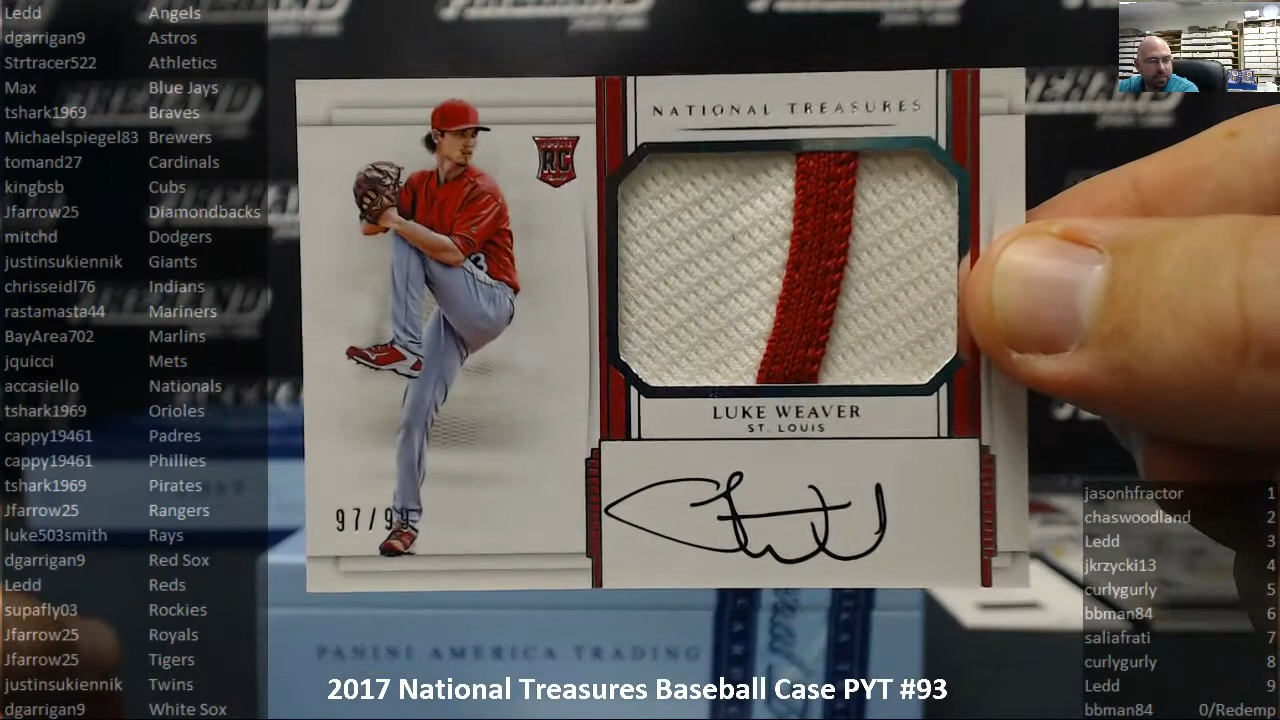 Ledd Angels
dgarrigan9 Astros
Strtracer522 Athletics
Max Blue Jays
tshark1969 Braves
Michaelspiegel83 Brewers
tomand27 Cardinals
kingbsb Cubs
Jfarrow25 Diamondbacks
mitchd Dodgers
justinsukiennik Giants
chrisseidl76 Indians
rastamasta44 Mariners
BayArea702 Marlins
jquicci Mets
accasiello Nationals
tshark1969 Orioles
cappy19461 Padres
cappy19461 Phillies
tshark1969 Pirates
Jfarrow25 Rangers
luke503smith Rays
dgarrigan9 Red Sox
Ledd Reds
supafly03 Rockies
Jfarrow25 Royals
Jfarrow25 Tigers
justinsukiennik Twins
dgarrigan9 White Sox
NATIONAL TREASURES
RC
3
LUKE WEAVER
ST. LOUIS
97/99
PANINI AMERICA TRADING
2017 National Treasures Baseball Case PYT #93
jasonhfractor 1
chaswoodland 2
Ledd 3
jkrzycki13 4
curlygurly 5
bbman84 6
saliafrati 7
curlygurly 8
Ledd 9
bbman84 0/Redemp